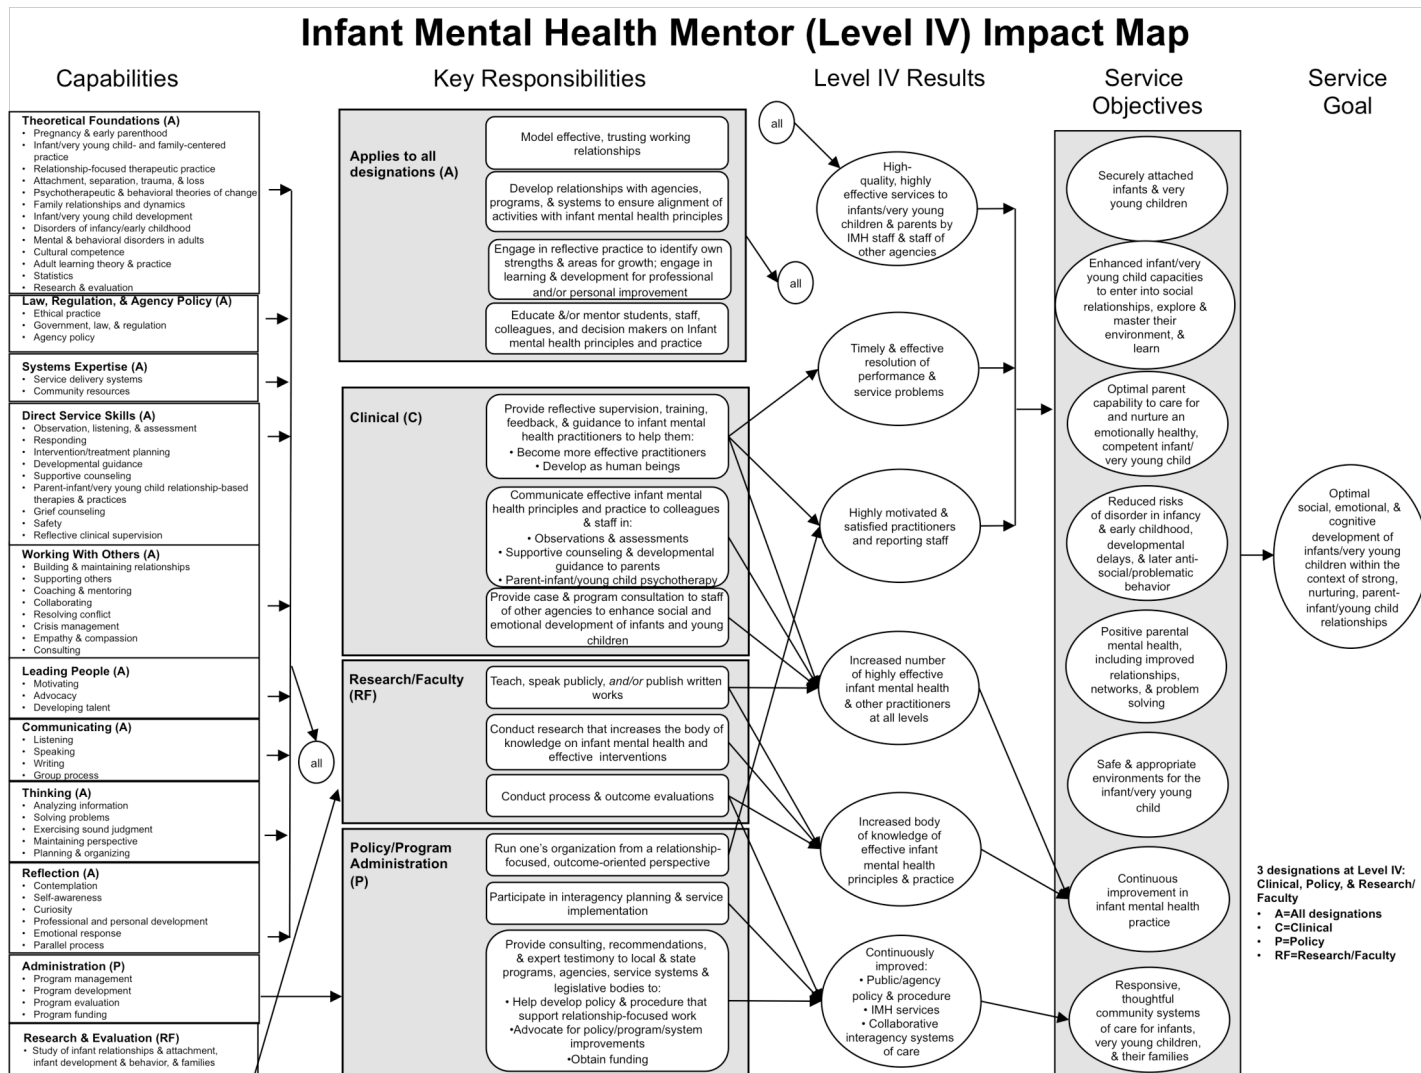 Infant Mental Health Mentor (Level IV) Impact Map
Capabilities
Key Responsibilities
Level IV Results
Service
Objectives
Service
Goal
Theoretical Foundations (A)
• Pregnancy & early parenthood
• Infant/very young child- and family-centered
practice
• Relationship-focused therapeutic practice
• Attachment, separation, trauma, & loss
• Psychotherapeutic & behavioral theories of change
• Family relationships and dynamics
• Infant/very young child development
• Disorders of infancy/early childhood
• Mental & behavioral disorders in adults
• Cultural competence
• Adult learning theory & practice
• Statistics
• Research & evaluation
Law, Regulation, & Agency Policy (A)
• Ethical practice
• Government, law, & regulation
• Agency policy
Systems Expertise (A)
• Service delivery systems
• Community resources
Direct Service Skills (A)
• Observation, listening, & assessment
• Responding
• Intervention/treatment planning
• Developmental guidance
• Supportive counseling
• Parent-infant/very young child relationship-based
therapies & practices
• Grief counseling
• Safety
• Reflective clinical supervision
Working With Others (A)
• Building & maintaining relationships
• Supporting others
• Coaching & mentoring
• Collaborating
• Resolving conflict
• Crisis management
• Empathy & compassion
• Consulting
Leading People (A)
• Motivating
• Advocacy
• Developing talent
Communicating (A)
• Listening
• Speaking
• Writing
• Group process
Thinking (A)
• Analyzing information
• Solving problems
• Exercising sound judgment
• Maintaining perspective
• Planning & organizing
Reflection (A)
• Contemplation
• Self-awareness
• Curiosity
• Professional and personal development
• Emotional response
• Parallel process
Administration (P)
• Program management
• Program development
• Program evaluation
• Program funding
Research & Evaluation (RF)
• Study of infant relationships & attachment,
infant development & behavior, & families
all
Applies to all
designations (A)
Model effective, trusting working
relationships
Develop relationships with agencies,
programs, & systems to ensure alignment of
activities with infant mental health principles
Engage in reflective practice to identify own
strengths & areas for growth; engage in
learning & development for professional
and/or personal improvement
Educate &/or mentor students, staff,
colleagues, and decision makers on Infant
mental health principles and practice
all
Clinical (C)
Provide reflective supervision, training,
feedback, & guidance to infant mental
health practitioners to help them:
• Become more effective practitioners
• Develop as human beings
Communicate effective infant mental
health principles and practice to colleagues
& staff in:
• Observations & assessments
• Supportive counseling & developmental
guidance to parents
• Parent-infant/young child psychotherapy
Provide case & program consultation to staff
of other agencies to enhance social and
emotional development of infants and young
children
Research/Faculty
(RF)
Teach, speak publicly, and/or publish written
works
Conduct research that increases the body of
knowledge on infant mental health and
effective interventions
Conduct process & outcome evaluations
Policy/Program
Administration
(P)
Run one's organization from a relationship-
focused, outcome-oriented perspective
Participate in interagency planning & service
implementation
Provide consulting, recommendations,
& expert testimony to local & state
programs, agencies, service systems &
legislative bodies to:
• Help develop policy & procedure that
support relationship-focused work
•Advocate for policy/program/system
improvements
•Obtain funding
all
High-
quality, highly
effective services to
infants/very young
children & parents by
IMH staff & staff of
other agencies
Timely & effective
resolution of
performance &
service problems
Highly motivated &
satisfied practitioners
and reporting staff
Increased number
of highly effective
infant mental health
& other practitioners
at all levels
Increased body
of knowledge of
effective infant
mental health
principles & practice
Continuously
improved:
• Public/agency
policy & procedure
• IMH services
• Collaborative
interagency systems
of care
Securely attached
infants & very
young children
Enhanced infant/very
young child capacities
to enter into social
relationships, explore &
master their
environment, &
learn
Optimal parent
capability to care for
and nurture an
emotionally healthy,
competent infant/
very young child
Reduced risks
of disorder in infancy
& early childhood,
developmental
delays, & later anti-
social/problematic
behavior
Positive parental
mental health,
including improved
relationships,
networks, & problem
solving
Safe & appropriate
environments for the
infant/very young
child
Continuous
improvement in
infant mental health
practice
Responsive,
thoughtful
community systems
of care for infants,
very young children,
& their families
Optimal
social, emotional, &
cognitive
development of
infants/very young
children within the
context of strong,
nurturing, parent-
infant/young child
relationships
3 designations at Level IV:
Clinical, Policy, & Research/
Faculty
• A=All designations
• C=Clinical
• P=Policy
• RF=Research/Faculty